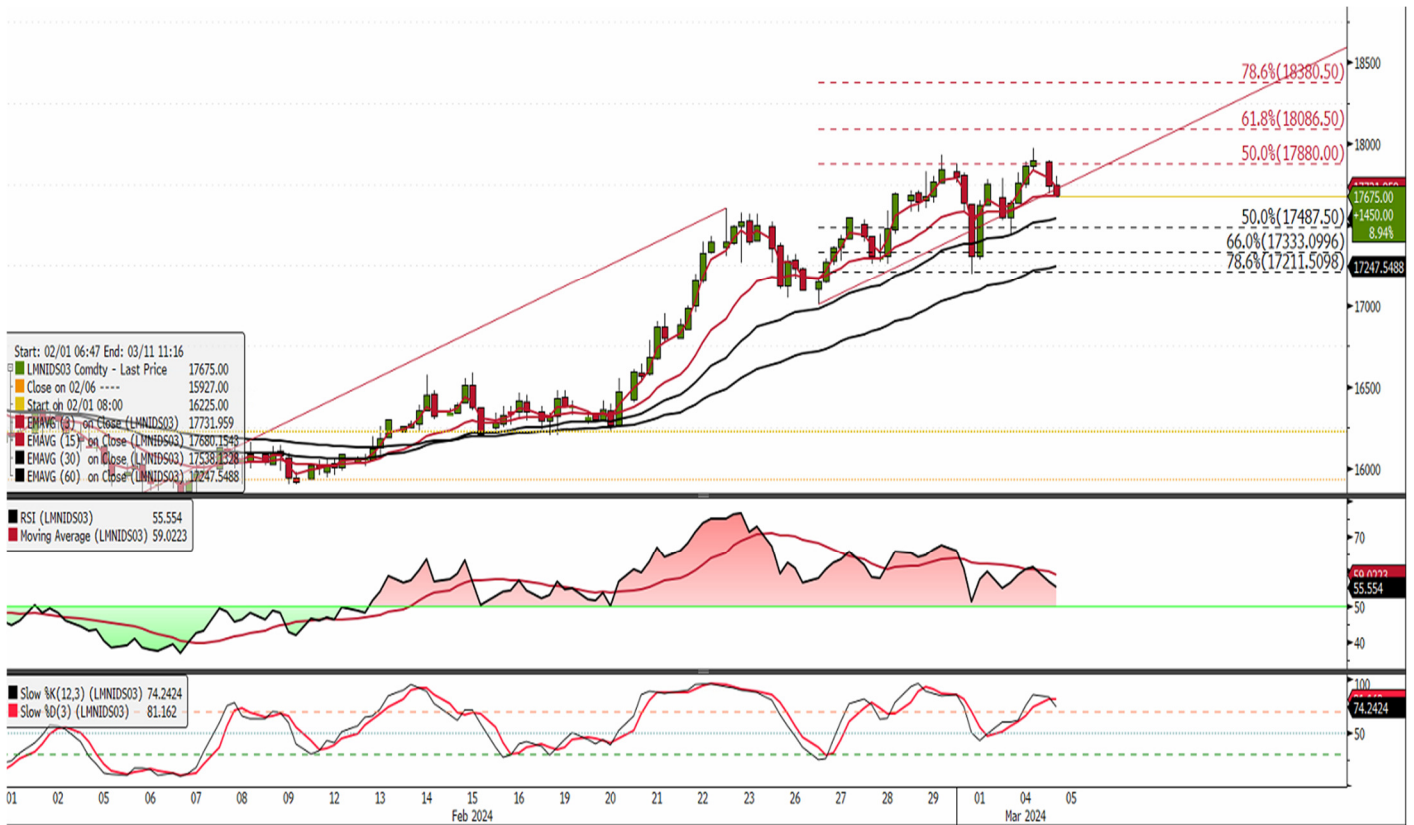 78.6%(18380.50)
61.8%(18086.50)
50.0%(17880.00)
50.0%(17487.50)
66.0%(17333.0996)
78.6%(17211.5098)
18500
18000
17675.00
+1450.00
8.94%
17247.5488
17000
16500
16000
Start: 02/01 06:47 End: 03/11 11:16
LMNIDS03 Comdty - Last Price 17675.00
Close on 02/06 ---- 15927.00
Start on 02/01 08:00 16225.00
EMAVG (3) on Close (LMNIDS03) 17731.959
EMAVG (15) on Close (LMNIDS03) 17680.1543
EMAVG (30) on Close (LMNIDS03) 17538.1328
EMAVG (60) on Close (LMNIDS03) 17247.5488
RSI (LMNIDS03) 55.554
Moving Average (LMNIDS03) 59.0223
70
59.0223
55.554
50
40
Slow %K(12,3) (LMNIDS03) 74.2424
Slow %D(3) (LMNIDS03) 81.162
100
74.2424
50
01 02 05 06 07 08 09 12 13 14 15 16 19 20 21 22 23 26 27 28 29 01 04 05
Feb 2024 Mar 2024